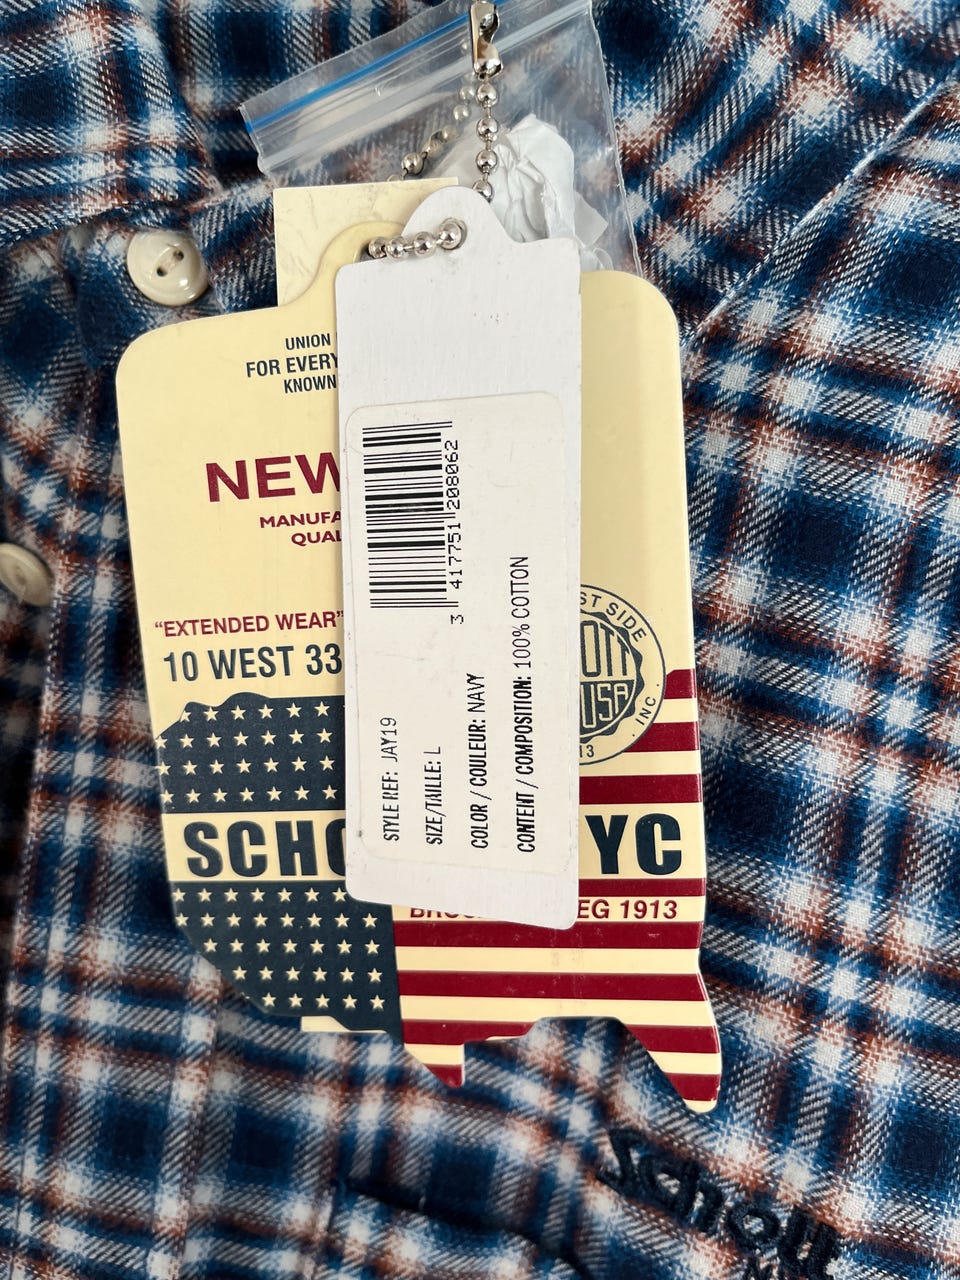 UNION
FOR EVERY
KNOWN
NEW
MANUFA
QUAL
"EXTENDED WEAR"
10 WEST 33
ST SIDE
OTT
USA
INC.
13
SCHO
YC
EG 1913
3 417751 208062
STYLE REF: JAY19
SIZE/TAILLE: L
COLOR / COULEUR: NAVY
CONTENT / COMPOSITION: 100% COTTON
Schott